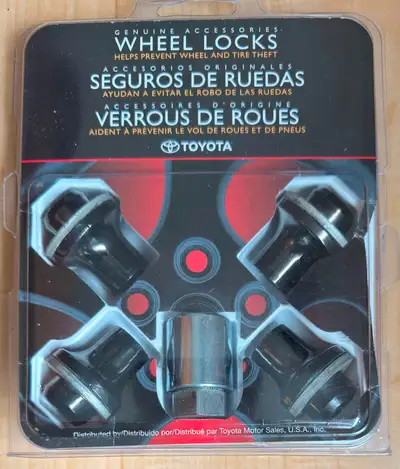 GENUINE ACCESSORIES
WHEEL LOCKS
HELPS PREVENT WHEEL AND TIRE THEFT
ACCESORIOS ORIGINALES
SEGUROS DE RUEDAS
AYUDAN A EVITAR EL ROBO DE LAS RUEDAS
ACCESSOIRES D'ORIGINE
VERROUS DE ROUES
AIDENT À PRÉVENIR LE VOL DE ROUES ET DE PNEUS
TOYOTA
Distributed by/Distribuido por/Distribué par Toyota Motor Sales, U.S.A., Inc.